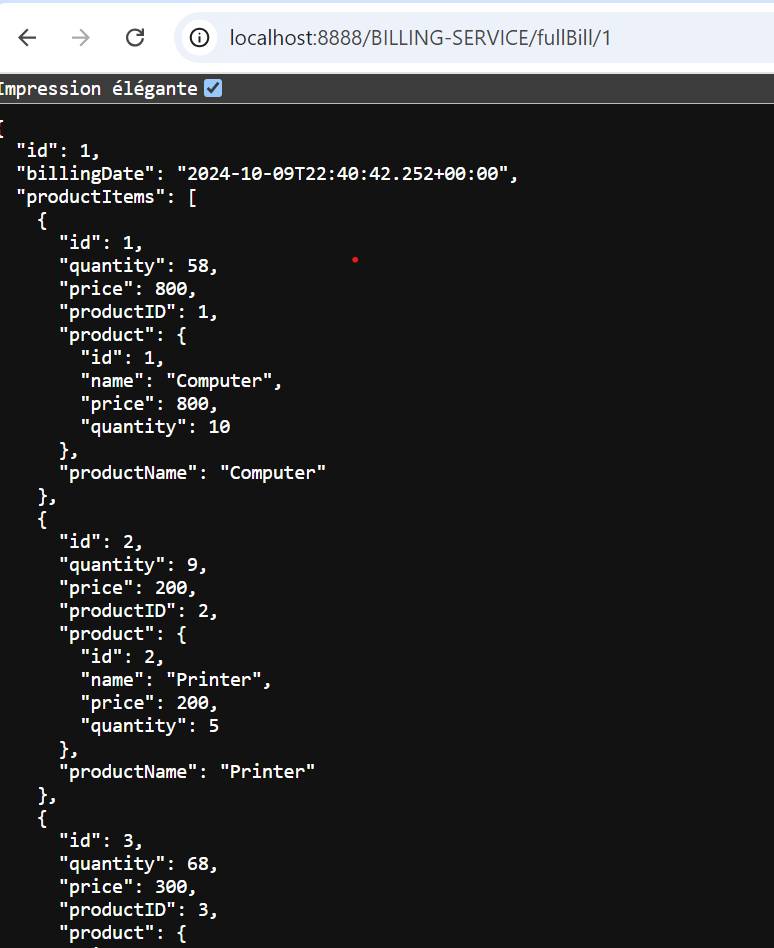 localhost:8888/BILLING-SERVICE/fullBill/1
Impression élégante
{
  "id": 1,
  "billingDate": "2024-10-09T22:40:42.252+00:00",
  "productItems": [
    {
      "id": 1,
      "quantity": 58,
      "price": 800,
      "productID": 1,
      "product": {
        "id": 1,
        "name": "Computer",
        "price": 800,
        "quantity": 10
      },
      "productName": "Computer"
    },
    {
      "id": 2,
      "quantity": 9,
      "price": 200,
      "productID": 2,
      "product": {
        "id": 2,
        "name": "Printer",
        "price": 200,
        "quantity": 5
      },
      "productName": "Printer"
    },
    {
      "id": 3,
      "quantity": 68,
      "price": 300,
      "productID": 3,
      "product": {